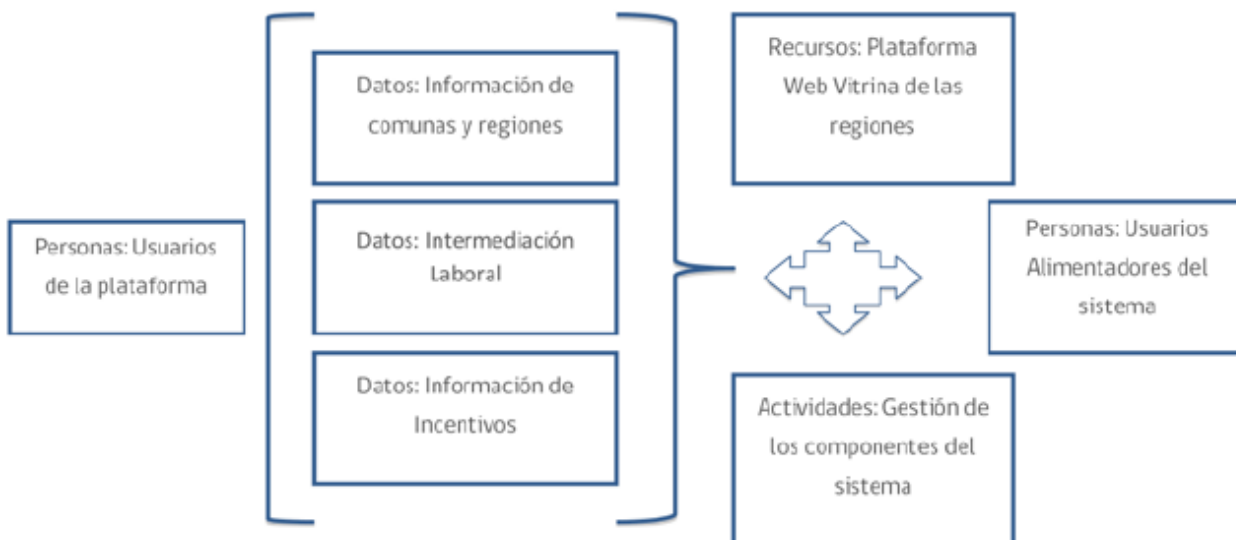 Personas: Usuarios
de la plataforma
Datos: Información de
comunas y regiones
Datos: Intermediación
Laboral
Datos: Información de
Incentivos
Recursos: Plataforma
Web Vitrina de las
regiones
Personas: Usuarios
Alimentadores del
sistema
Actividades: Gestión de
los componentes del
sistema